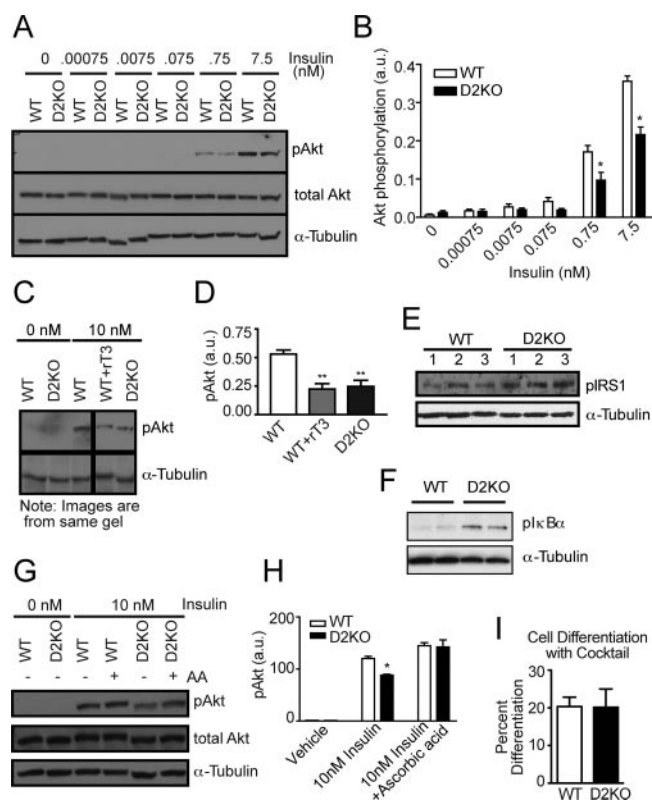 A
0 .00075 .0075 .075 .75 7.5 Insulin (nM)
WT D2KO WT D2KO WT D2KO WT D2KO WT D2KO WT D2KO
pAkt
total Akt
α-Tubulin
B
WT
D2KO
Akt phosphorylation (a.u.)
0.4
0.3
0.2
0.1
0.0
* *
0 0.00075 0.0075 0.075 0.75 7.5
Insulin (nM)
C
0 nM 10 nM
WT D2KO WT WT+rT3 D2KO
pAkt
α-Tubulin
Note: Images are
from same gel
D
pAkt (a.u.)
0.75
0.50
0.25
0.00
** **
WT WT+rT3 D2KO
E
WT D2KO
1 2 3 1 2 3
pIRS1
α-Tubulin
F
WT D2KO
pIκBα
α-Tubulin
G
0 nM 10 nM Insulin
WT D2KO WT WT D2KO D2KO
- - - + - + AA
pAkt
total Akt
α-Tubulin
H
WT
D2KO
pAkt (a.u.)
200
100
0
*
Vehicle
10nM Insulin
10nM Insulin
+Ascorbic acid
I
Cell Differentiation
with Cocktail
Percent
Differentiation
40
30
20
10
0
WT D2KO